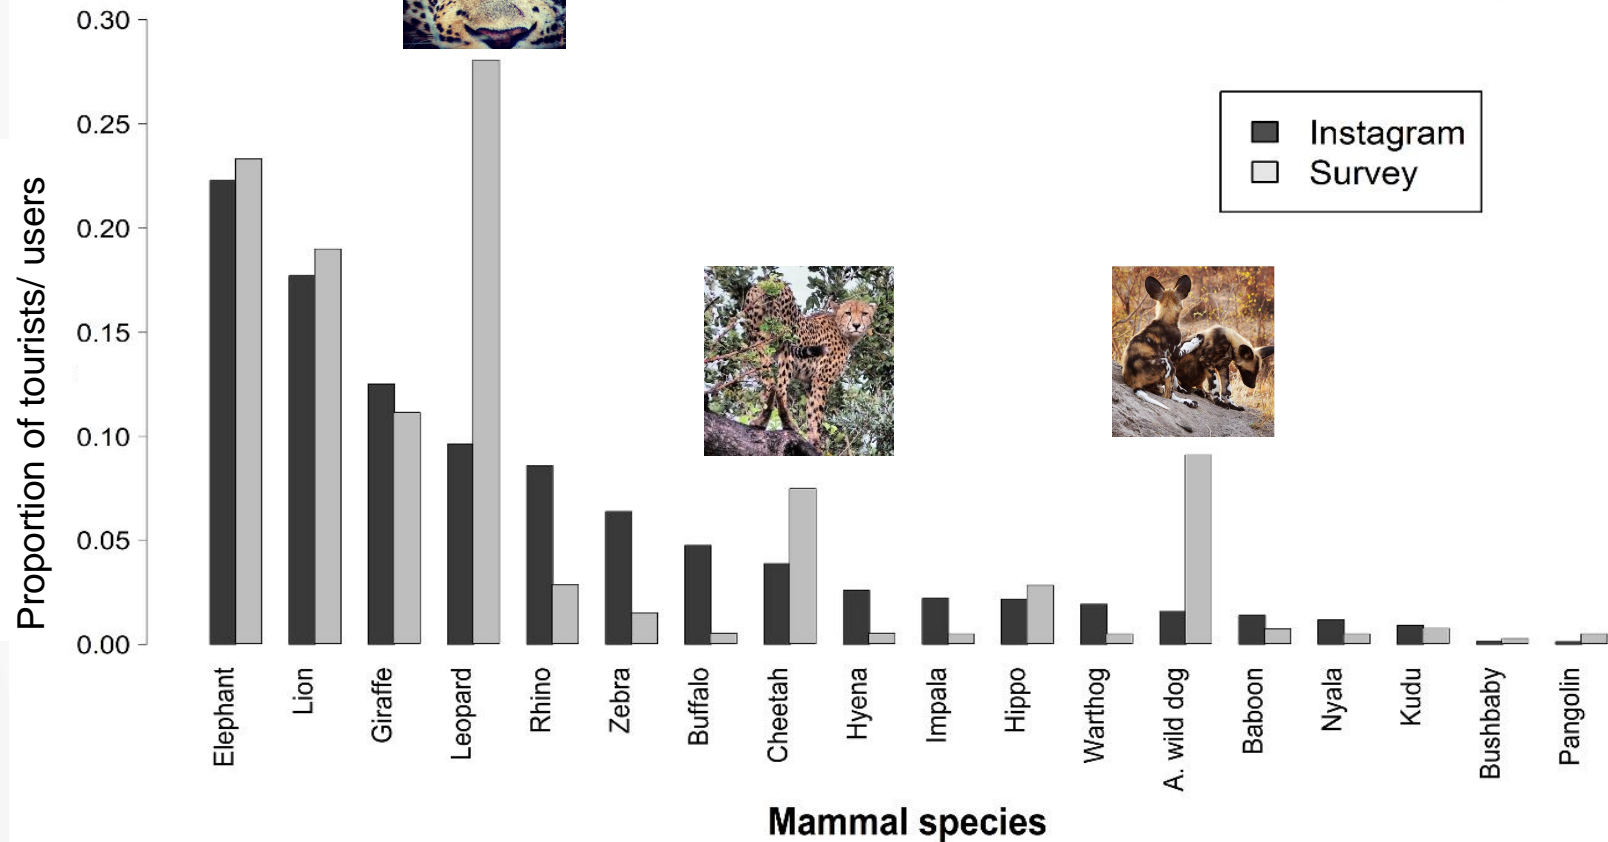 0.30
0.25
0.20
0.15
0.10
0.05
0.00
Proportion of tourists/ users
Instagram
Survey
Elephant
Lion
Giraffe
Leopard
Rhino
Zebra
Buffalo
Cheetah
Hyena
Impala
Hippo
Warthog
A. wild dog
Baboon
Nyala
Kudu
Bushbaby
Pangolin
Mammal species